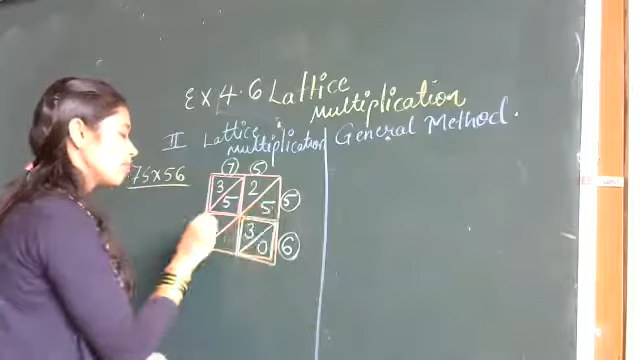 Ex 4.6 Lattice
multiplication
II Lattice
multiplication
General Method.
75×56
7 5
3 2
5 5 5
3
0 6